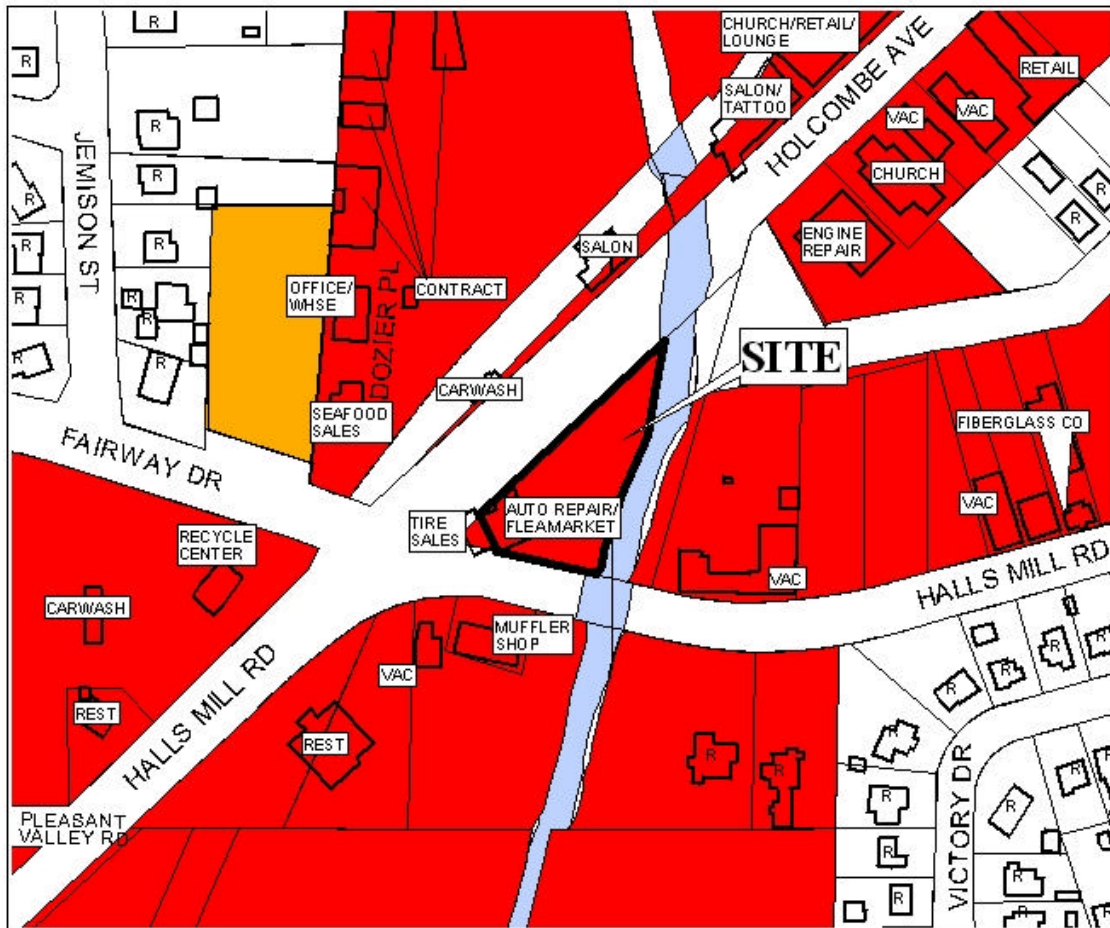 R
CHURCH/RETAIL/
LOUNGE
HOLCOMBE AVE
R
RETAIL
SALON/
TATTOO
VAC
VAC
R
JEMISON ST
R
CHURCH
R
R
R
R
SALON
ENGINE
REPAIR
R
R
OFFICE/
WHSE
CONTRACT
R
R
R
DOZIER PL
SITE
R
R
CARWASH
SEAFOOD
SALES
FIBERGLASS CO
FAIRWAY DR
TIRE
SALES
AUTO REPAIR/
FLEAMARKET
VAC
RECYCLE
CENTER
VAC
HALLS MILL RD
CARWASH
MUFFLER
SHOP
R
R
R
VAC
R
REST
REST
HALLS MILL RD
R
R
R
R
R
R
R
PLEASANT
VALLEY RD
R
VICTORY DR
R
R
R
R
R